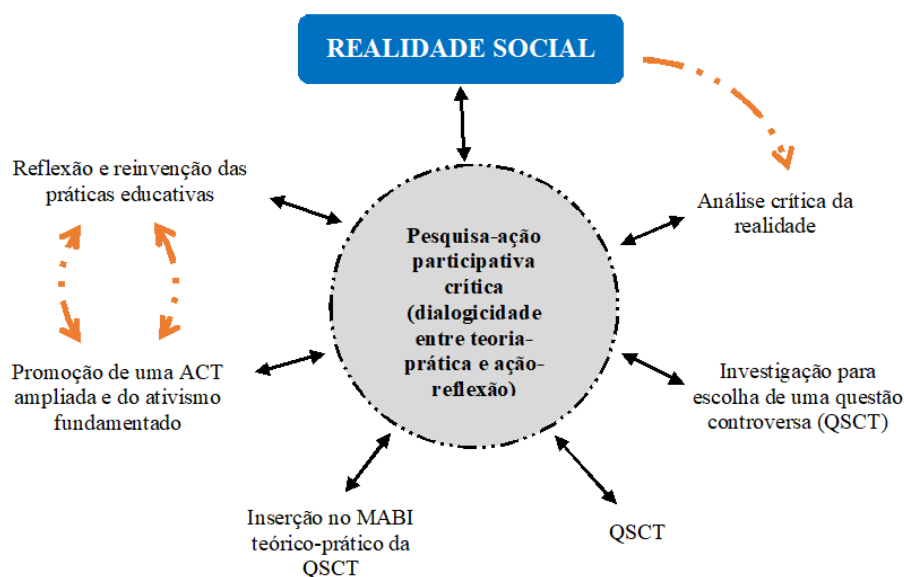 REALIDADE SOCIAL
Reflexão e reinvenção das
práticas educativas
Análise crítica da
realidade
Pesquisa-ação
participativa
crítica
(dialogicidade
entre teoria-
prática e ação-
reflexão)
Promoção de uma ACT
ampliada e do ativismo
fundamentado
Investigação para
escolha de uma questão
controversa (QSCT)
Inserção no MABI
teórico-prático da
QSCT
QSCT